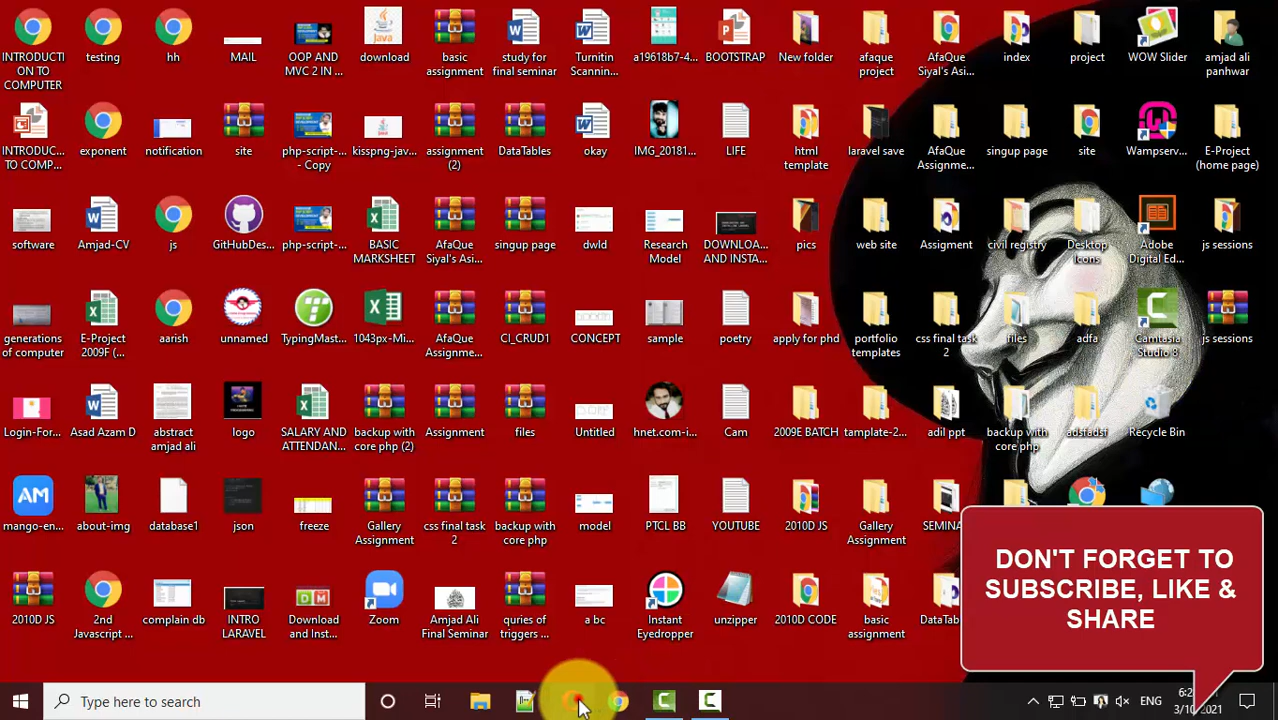 INTRODUCTI
ON TO
COMPUTER
testing
hh
MAIL
OOP AND
MVC 2 IN ...
download
basic
assignment
study for
final seminar
Turnitin
Scannin...
a19618b7-4...
BOOTSTRAP
New folder
afaque
project
AfaQue
Siyal's Asi...
index
project
WOW Slider
amjad ali
panhwar
INTRODUC...
TO COMP...
exponent
notification
site
php-script-...
- Copy
kisspng-jav...
assignment
(2)
DataTables
okay
IMG_20181...
LIFE
html
template
laravel save
AfaQue
Assignme...
singup page
site
Wampserv...
E-Project
(home page)
software
Amjad-CV
js
GitHubDes...
php-script-...
BASIC
MARKSHEET
AfaQue
Siyal's Asi...
singup page
dwld
Research
Model
DOWNLOA...
AND INSTA...
pics
web site
Assigment
civil registry
Desktop
Icons
Adobe
Digital Ed...
js sessions
generations
of computer
E-Project
2009F (...
aarish
unnamed
TypingMast...
1043px-Mi...
AfaQue
Assignme...
CI_CRUD1
CONCEPT
sample
poetry
apply for phd
portfolio
templates
css final task
2
files
adfa
Camtasia
Studio 8
js sessions
Login-For...
Asad Azam D
abstract
amjad ali
logo
SALARY AND
ATTENDAN...
backup with
core php (2)
Assignment
files
Untitled
hnet.com-i...
Cam
2009E BATCH
tamplate-2...
adil ppt
backup with
core php
adsfadsf
Recycle Bin
mango-en...
about-img
database1
json
freeze
Gallery
Assignment
css final task
2
backup with
core php
model
PTCL BB
YOUTUBE
2010D JS
Gallery
Assignment
SEMINA
2010D JS
2nd
Javascript ...
complain db
INTRO
LARAVEL
Download
and Inst...
Zoom
Amjad Ali
Final Seminar
quries of
triggers ...
a bc
Instant
Eyedropper
unzipper
2010D CODE
basic
assignment
DataTab
DON'T FORGET TO
SUBSCRIBE, LIKE &
SHARE
Type here to search
ENG